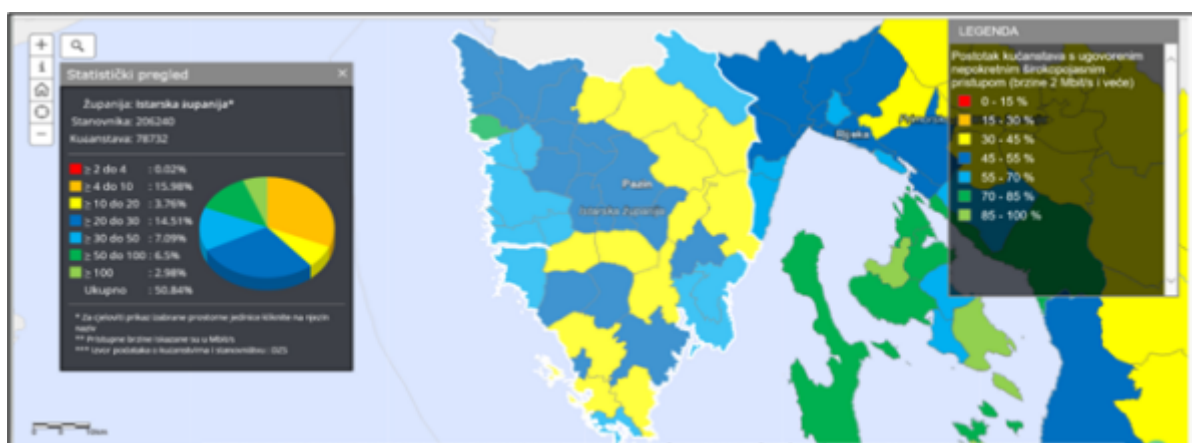 Statistički pregled
Županija: Istarska županija*
Stanovnika: 206240
Kućanstava: 78732
≥ 2 do 4 : 0.02%
≥ 4 do 10 : 15.98%
≥ 10 do 20 : 3.76%
≥ 20 do 30 : 14.51%
≥ 30 do 50 : 7.09%
≥ 50 do 100 : 6.5%
≥ 100 : 2.98%
Ukupno : 50.84%
* Za cjeloviti prikaz izabrane prostorne jedinice kliknite na njezin
naziv
** Pristupne brzine iskazane su u Mbit/s
*** Izvor podataka o kućanstvima i stanovništvu : DZS
Pazin
Istarska županija
Rijeka
LEGENDA
Postotak kućanstava s ugovorenim
nepokretnim širokopojasnim
pristupom (brzine 2 Mbit/s i veće)
0 - 15 %
15 - 30 %
30 - 45 %
45 - 55 %
55 - 70 %
70 - 85 %
85 - 100 %